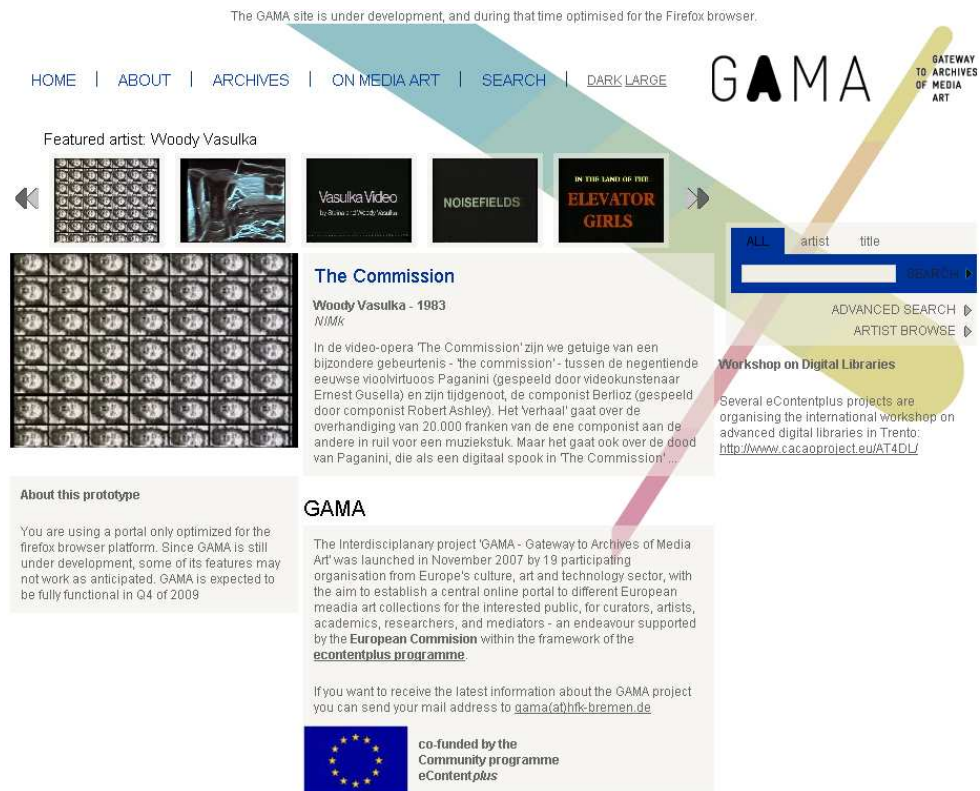 The GAMA site is under development, and during that time optimised for the Firefox browser.
HOME | ABOUT | ARCHIVES | ON MEDIA ART | SEARCH | DARK LARGE
GAMA
GATEWAY
TO ARCHIVES
OF MEDIA
ART
Featured artist: Woody Vasulka
Vasulka Video
by Steina and Woody Vasulka
NOISEFIELDS
IN THE LAND OF THE
ELEVATOR
GIRLS
ALL artist title
SEARCH
ADVANCED SEARCH
ARTIST BROWSE
The Commission
Woody Vasulka - 1983
NIMk
In de video-opera 'The Commission' zijn we getuige van een
bijzondere gebeurtenis - 'the commission' - tussen de negentiende
eeuwse vioolvirtuoos Paganini (gespeeld door videokunstenaar
Ernest Gusella) en zijn tijdgenoot, de componist Berlioz (gespeeld
door componist Robert Ashley). Het 'verhaal' gaat over de
overhandiging van 20.000 franken van de ene componist aan de
andere in ruil voor een muziekstuk. Maar het gaat ook over de dood
van Paganini, die als een digitaal spook in 'The Commission' ...
Workshop on Digital Libraries
Several eContentplus projects are
organising the international workshop on
advanced digital libraries in Trento:
http://www.cacaoproject.eu/AT4DL/
About this prototype
You are using a portal only optimized for the
firefox browser platform. Since GAMA is still
under development, some of its features may
not work as anticipated. GAMA is expected to
be fully functional in Q4 of 2009
GAMA
The Interdisciplanary project 'GAMA - Gateway to Archives of Media
Art' was launched in November 2007 by 19 participating
organisation from Europe's culture, art and technology sector, with
the aim to establish a central online portal to different European
meadia art collections for the interested public, for curators, artists,
academics, researchers, and mediators - an endeavour supported
by the European Commision within the framework of the
econtentplus programme.
If you want to receive the latest information about the GAMA project
you can send your mail address to gama(at)hfk-bremen.de
co-funded by the
Community programme
eContentplus